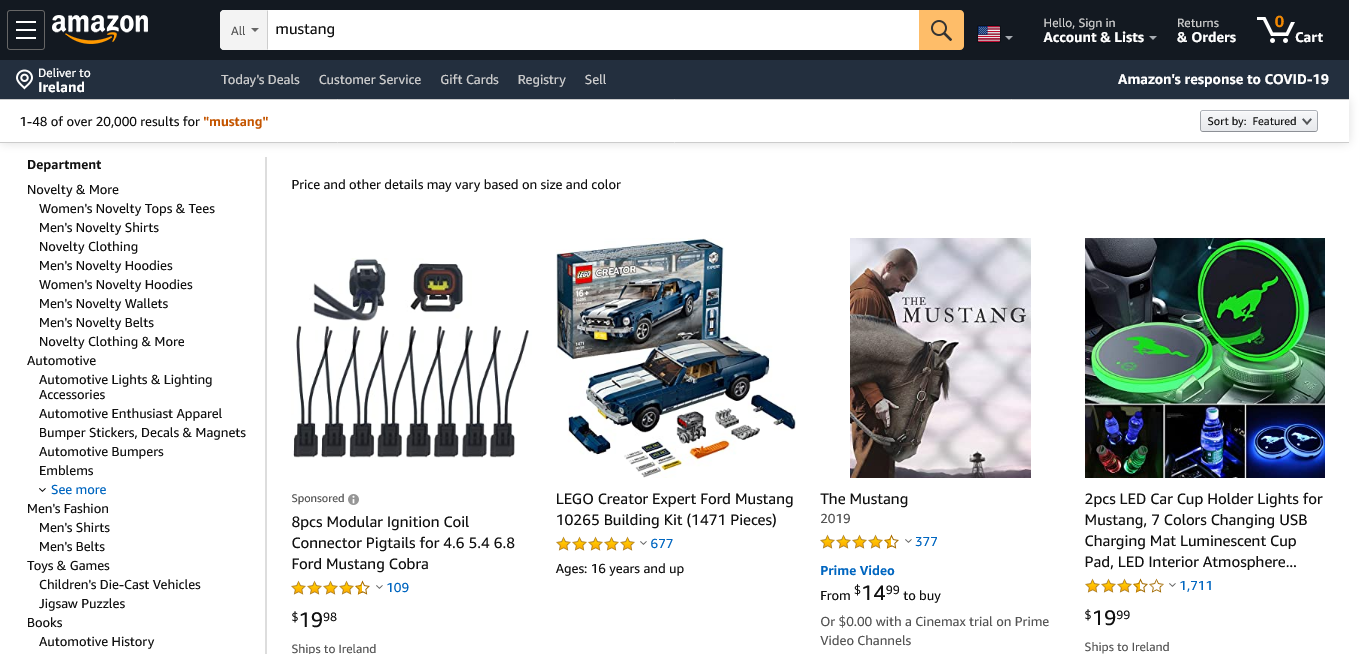 amazon
All
mustang
Hello, Sign in
Account & Lists
Returns
& Orders
0
Cart
Deliver to
Ireland
Today's Deals
Customer Service
Gift Cards
Registry
Sell
Amazon's response to COVID-19
1-48 of over 20,000 results for "mustang"
Sort by: Featured
Department
Novelty & More
Women's Novelty Tops & Tees
Men's Novelty Shirts
Novelty Clothing
Men's Novelty Hoodies
Women's Novelty Hoodies
Men's Novelty Wallets
Men's Novelty Belts
Novelty Clothing & More
Automotive
Automotive Lights & Lighting
Accessories
Automotive Enthusiast Apparel
Bumper Stickers, Decals & Magnets
Automotive Bumpers
Emblems
See more
Men's Fashion
Men's Shirts
Men's Belts
Toys & Games
Children's Die-Cast Vehicles
Jigsaw Puzzles
Books
Automotive History
Price and other details may vary based on size and color
Sponsored
8pcs Modular Ignition Coil
Connector Pigtails for 4.6 5.4 6.8
Ford Mustang Cobra
109
$1998
Ships to Ireland
LEGO
CREATOR
16+
LEGO Creator Expert Ford Mustang
10265 Building Kit (1471 Pieces)
677
Ages: 16 years and up
THE
MUSTANG
The Mustang
2019
377
Prime Video
From $1499 to buy
Or $0.00 with a Cinemax trial on Prime
Video Channels
2pcs LED Car Cup Holder Lights for
Mustang, 7 Colors Changing USB
Charging Mat Luminescent Cup
Pad, LED Interior Atmosphere...
1,711
$1999
Ships to Ireland